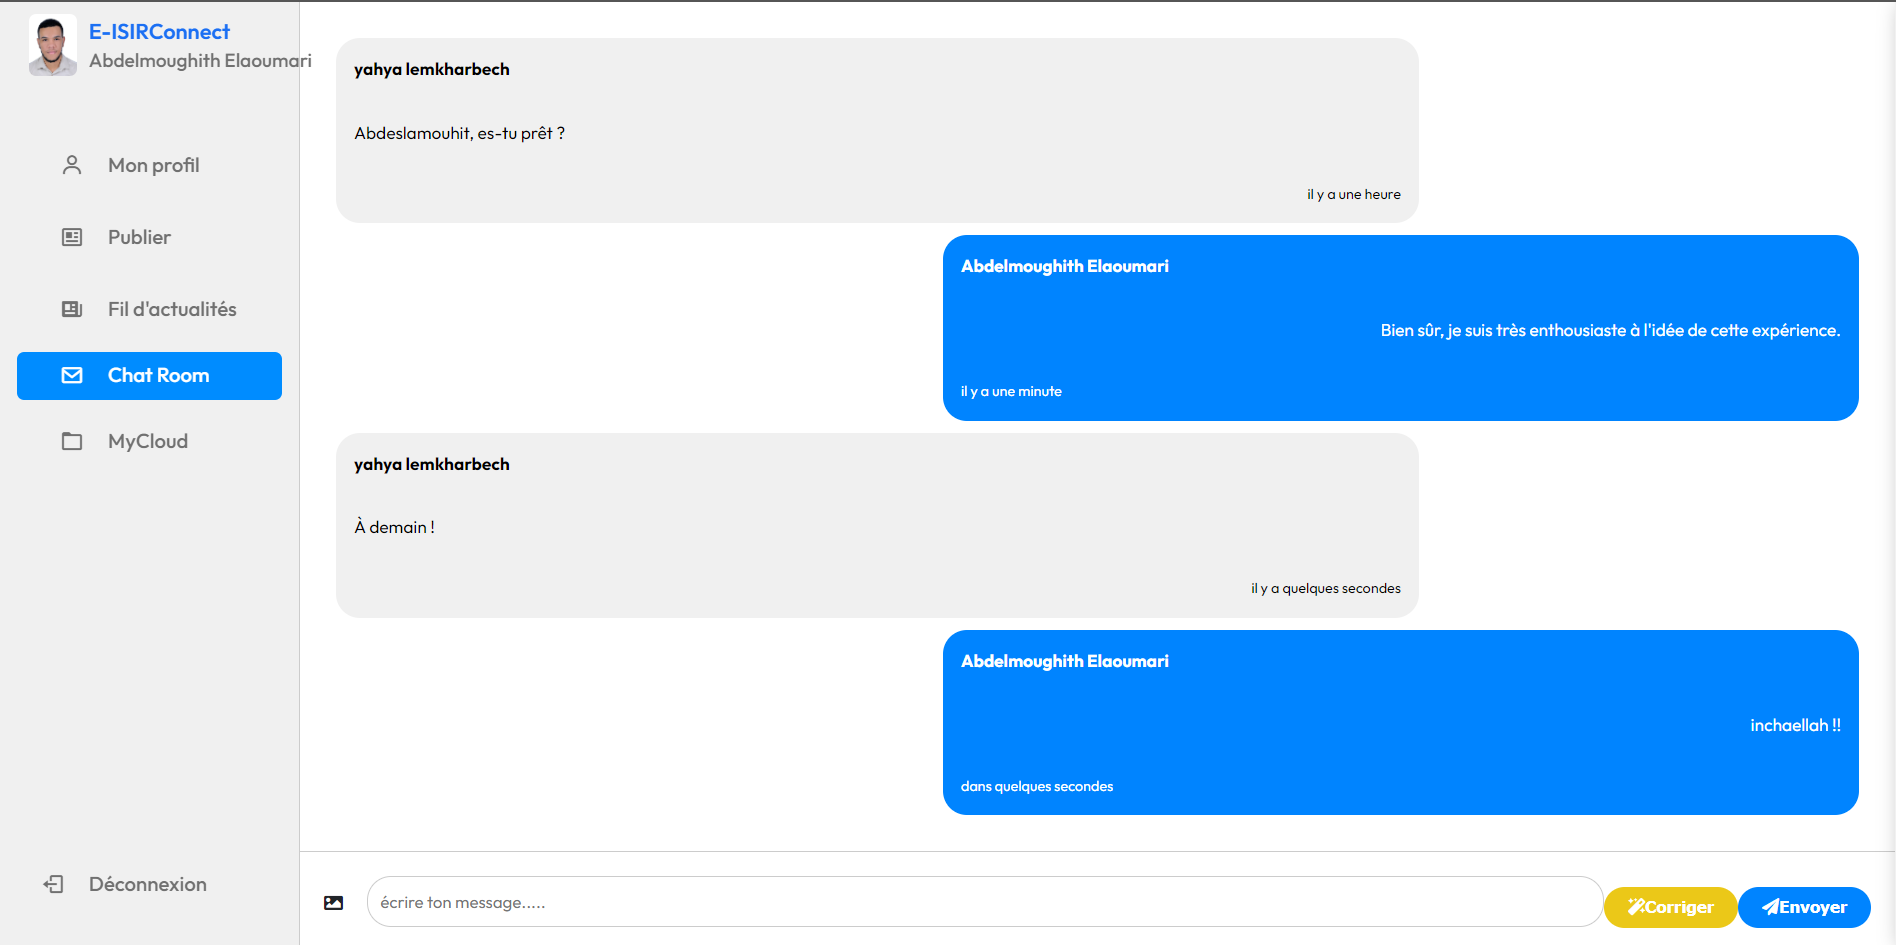 E-ISIRConnect
Abdelmoughith Elaoumari
Mon profil
Publier
Fil d'actualités
Chat Room
MyCloud
Déconnexion
yahya lemkharbech
Abdeslamouhit, es-tu prêt ?
il y a une heure
Abdelmoughith Elaoumari
Bien sûr, je suis très enthousiaste à l'idée de cette expérience.
il y a une minute
yahya lemkharbech
À demain !
il y a quelques secondes
Abdelmoughith Elaoumari
inchaellah !!
dans quelques secondes
écrire ton message.....
Corriger
Envoyer